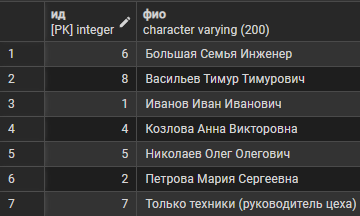 ид фио
[PK] integer character varying (200)
1 6 Большая Семья Инженер
2 8 Васильев Тимур Тимурович
3 1 Иванов Иван Иванович
4 4 Козлова Анна Викторовна
5 5 Николаев Олег Олегович
6 2 Петрова Мария Сергеевна
7 7 Только техники (руководитель цеха)